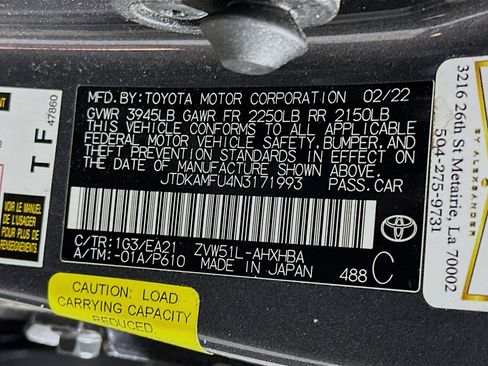 MFD.BY: TOYOTA MOTOR CORPORATION 02/22
GVWR 3945LB GAWR FR 2250LB RR 2150LB
THIS VEHICLE CONFORMS TO ALL APPLICABLE
FEDERAL MOTOR VEHICLE SAFETY, BUMPER, AND
THEFT PREVENTION STANDARDS IN EFFECT ON
THE DATE OF MANUFACTURE SHOWN ABOVE.
JTDKAMFU4N3171993 PASS.CAR
C/TR: 1G3/EA21 ZVW51L-AHXHBA
A/TM: -01A/P610 MADE IN JAPAN
488 C
TOYOTA
CAUTION: LOAD
CARRYING CAPACITY
REDUCED.
47860
T F
3216 26th St Metairie, La 70002
504-275-9731
BY ALEXSANDER